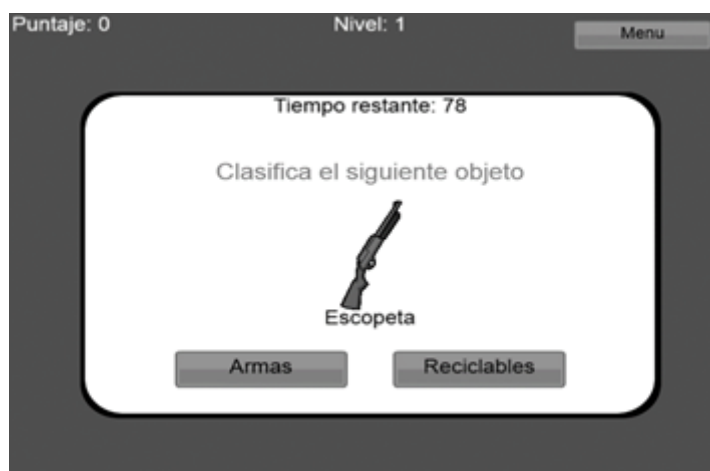 Puntaje: 0
Nivel: 1
Menu
Tiempo restante: 78
Clasifica el siguiente objeto
Escopeta
Armas
Reciclables